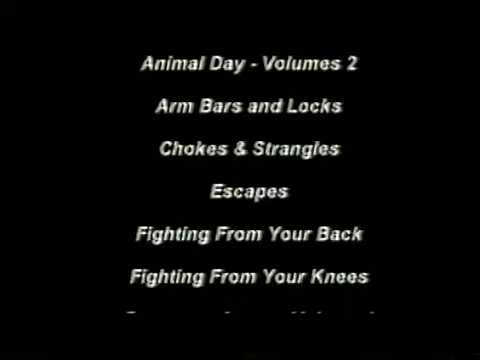 Animal Day - Volumes 2
Arm Bars and Locks
Chokes & Strangles
Escapes
Fighting From Your Back
Fighting From Your Knees